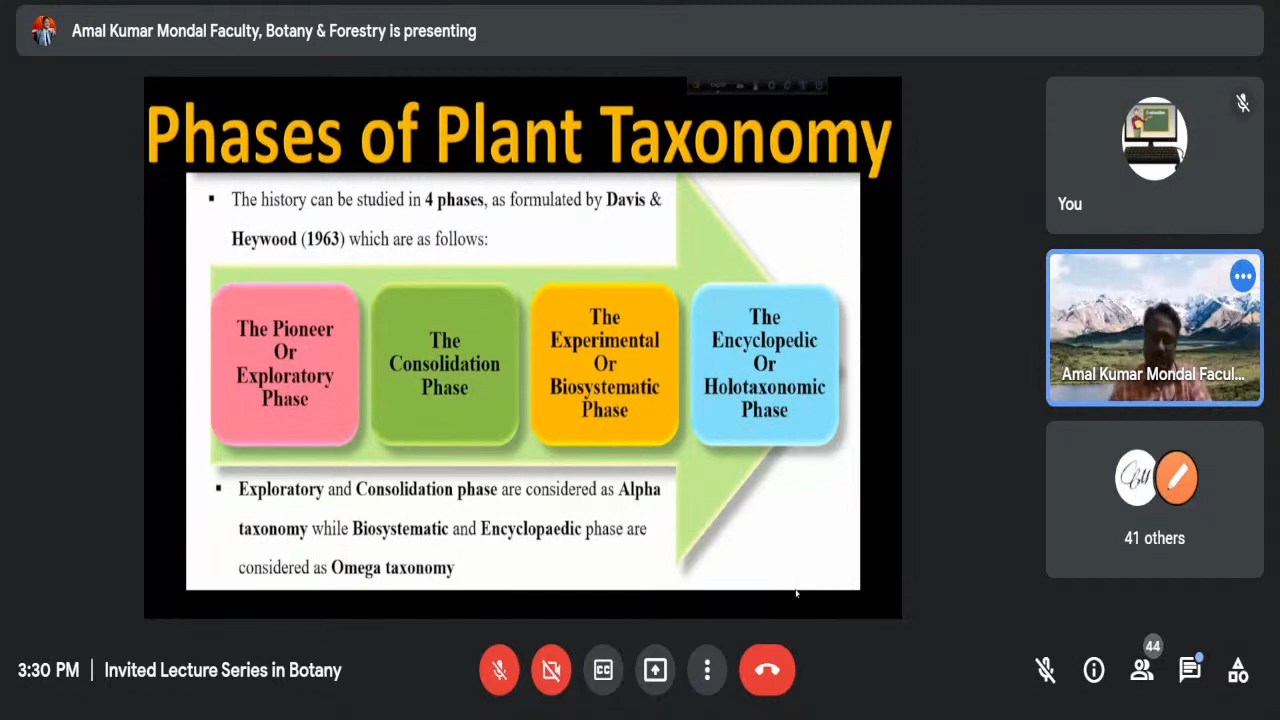 Amal Kumar Mondal Faculty, Botany & Forestry is presenting
Phases of Plant Taxonomy
▪ The history can be studied in 4 phases, as formulated by Davis &
Heywood (1963) which are as follows:
The Pioneer
Or
Exploratory
Phase
The
Consolidation
Phase
The
Experimental
Or
Biosystematic
Phase
The
Encyclopedic
Or
Holotaxonomic
Phase
▪ Exploratory and Consolidation phase are considered as Alpha
taxonomy while Biosystematic and Encyclopaedic phase are
considered as Omega taxonomy
You
Amal Kumar Mondal Facul...
41 others
3:30 PM | Invited Lecture Series in Botany
CC
44